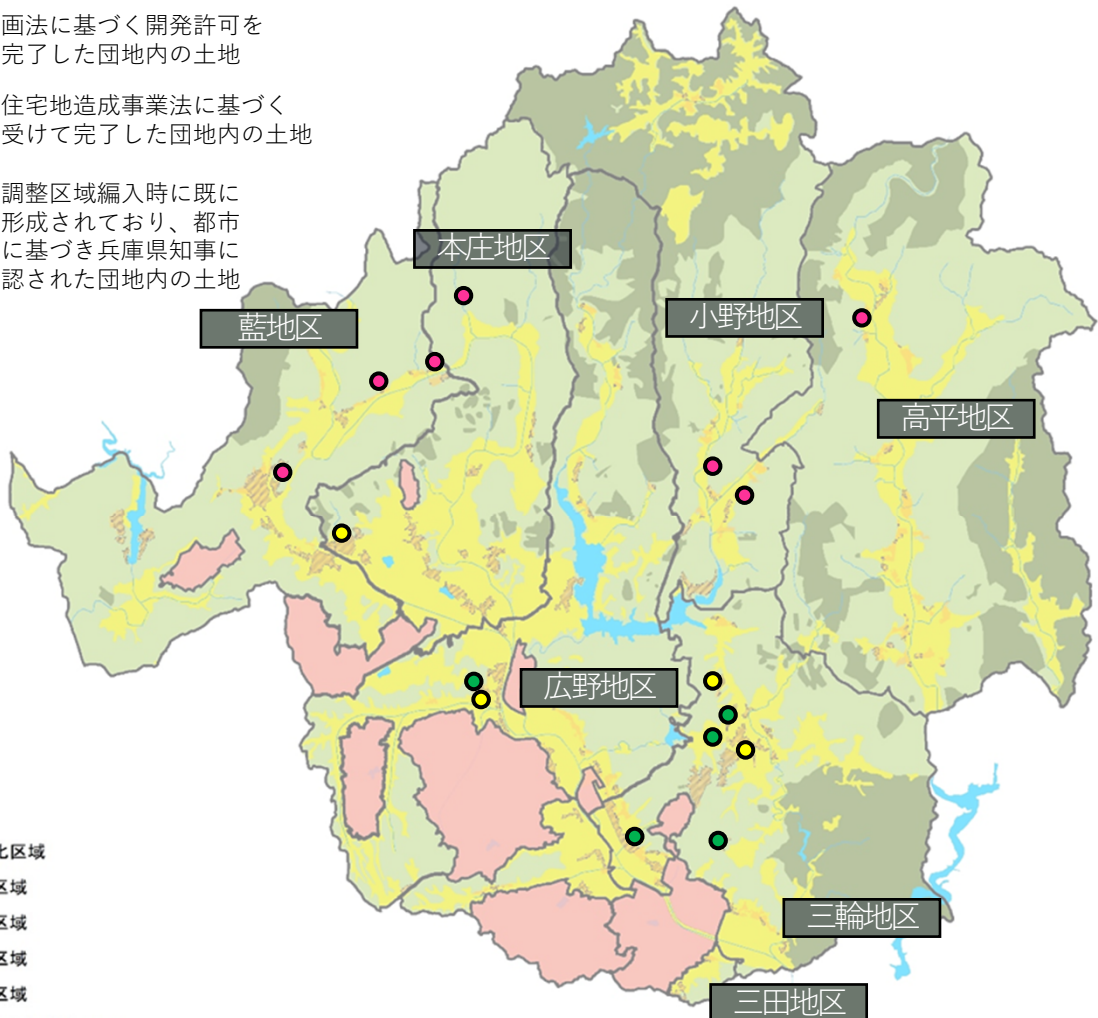 画法に基づく開発許可を
完了した団地内の土地
住宅地造成事業法に基づく
受けて完了した団地内の土地
調整区域編入時に既に
形成されており、都市
に基づき兵庫県知事に
認された団地内の土地
本庄地区
藍地区
小野地区
高平地区
広野地区
三輪地区
三田地区
化区域
区域
区域
区域
区域